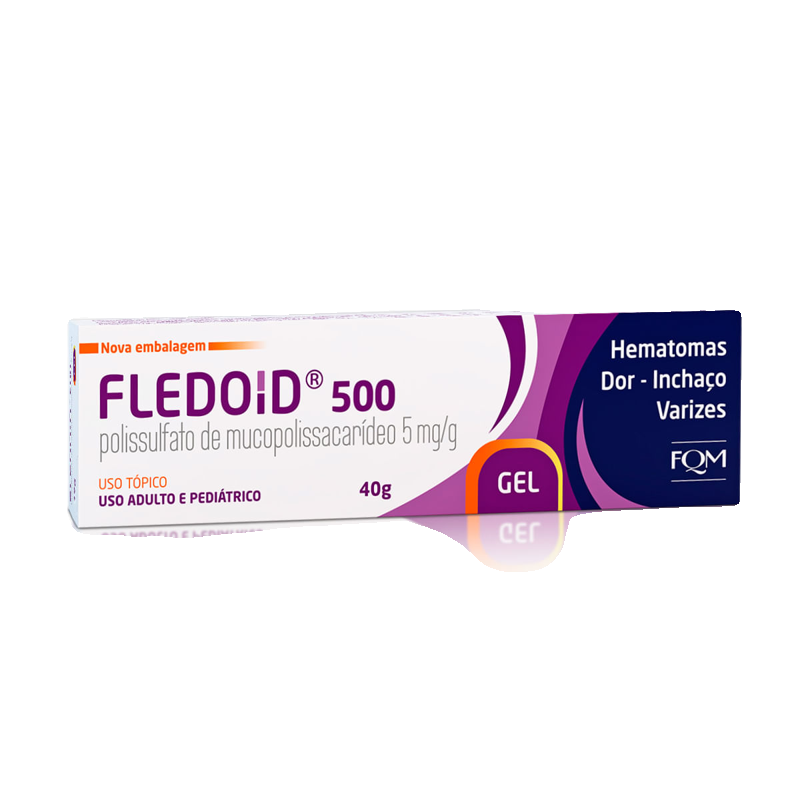 Nova embalagem
FLEDOID® 500
polissulfato de mucopolissacarídeo 5 mg/g
USO TÓPICO
USO ADULTO E PEDIÁTRICO
40g
GEL
Hematomas
Dor - Inchaço
Varizes
FQM